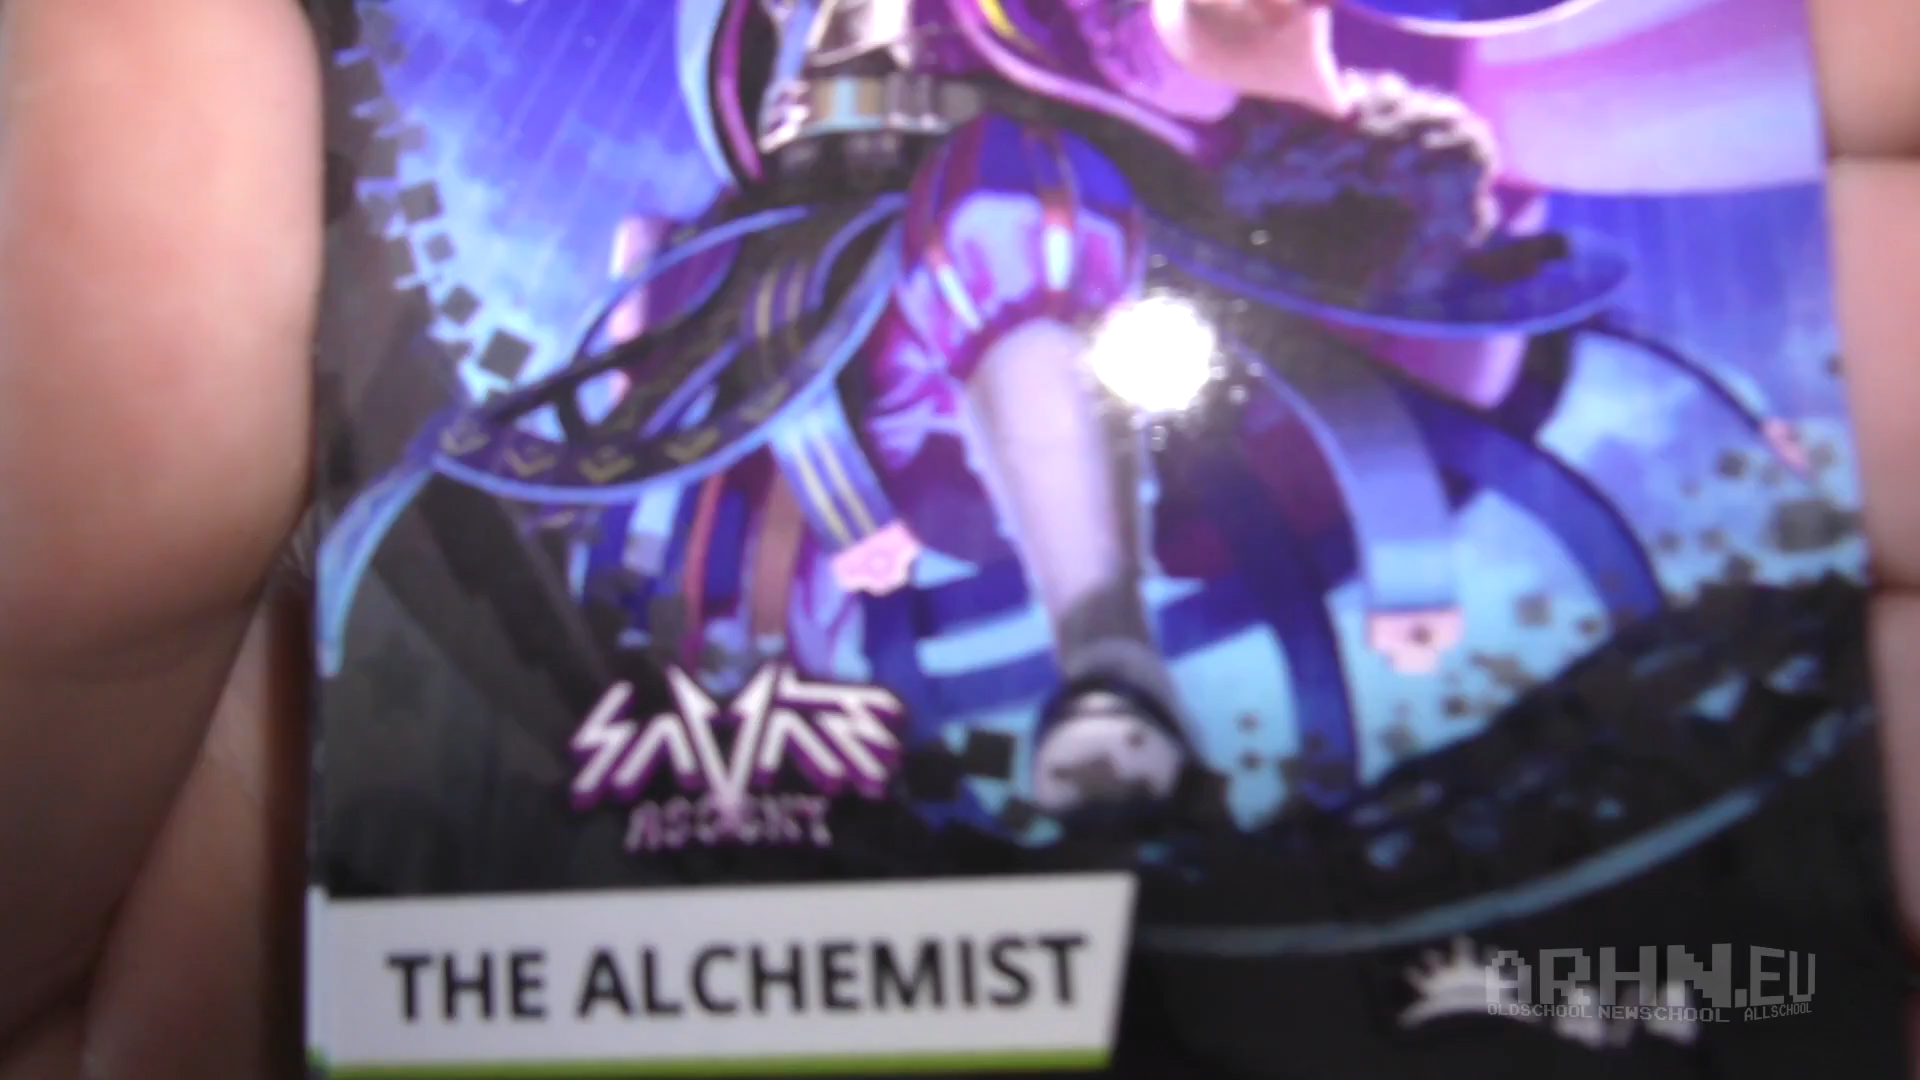 SAVANT
ASCENT
THE ALCHEMIST
ARHN.EU
OLDSCHOOL NEWSCHOOL ALLSCHOOL